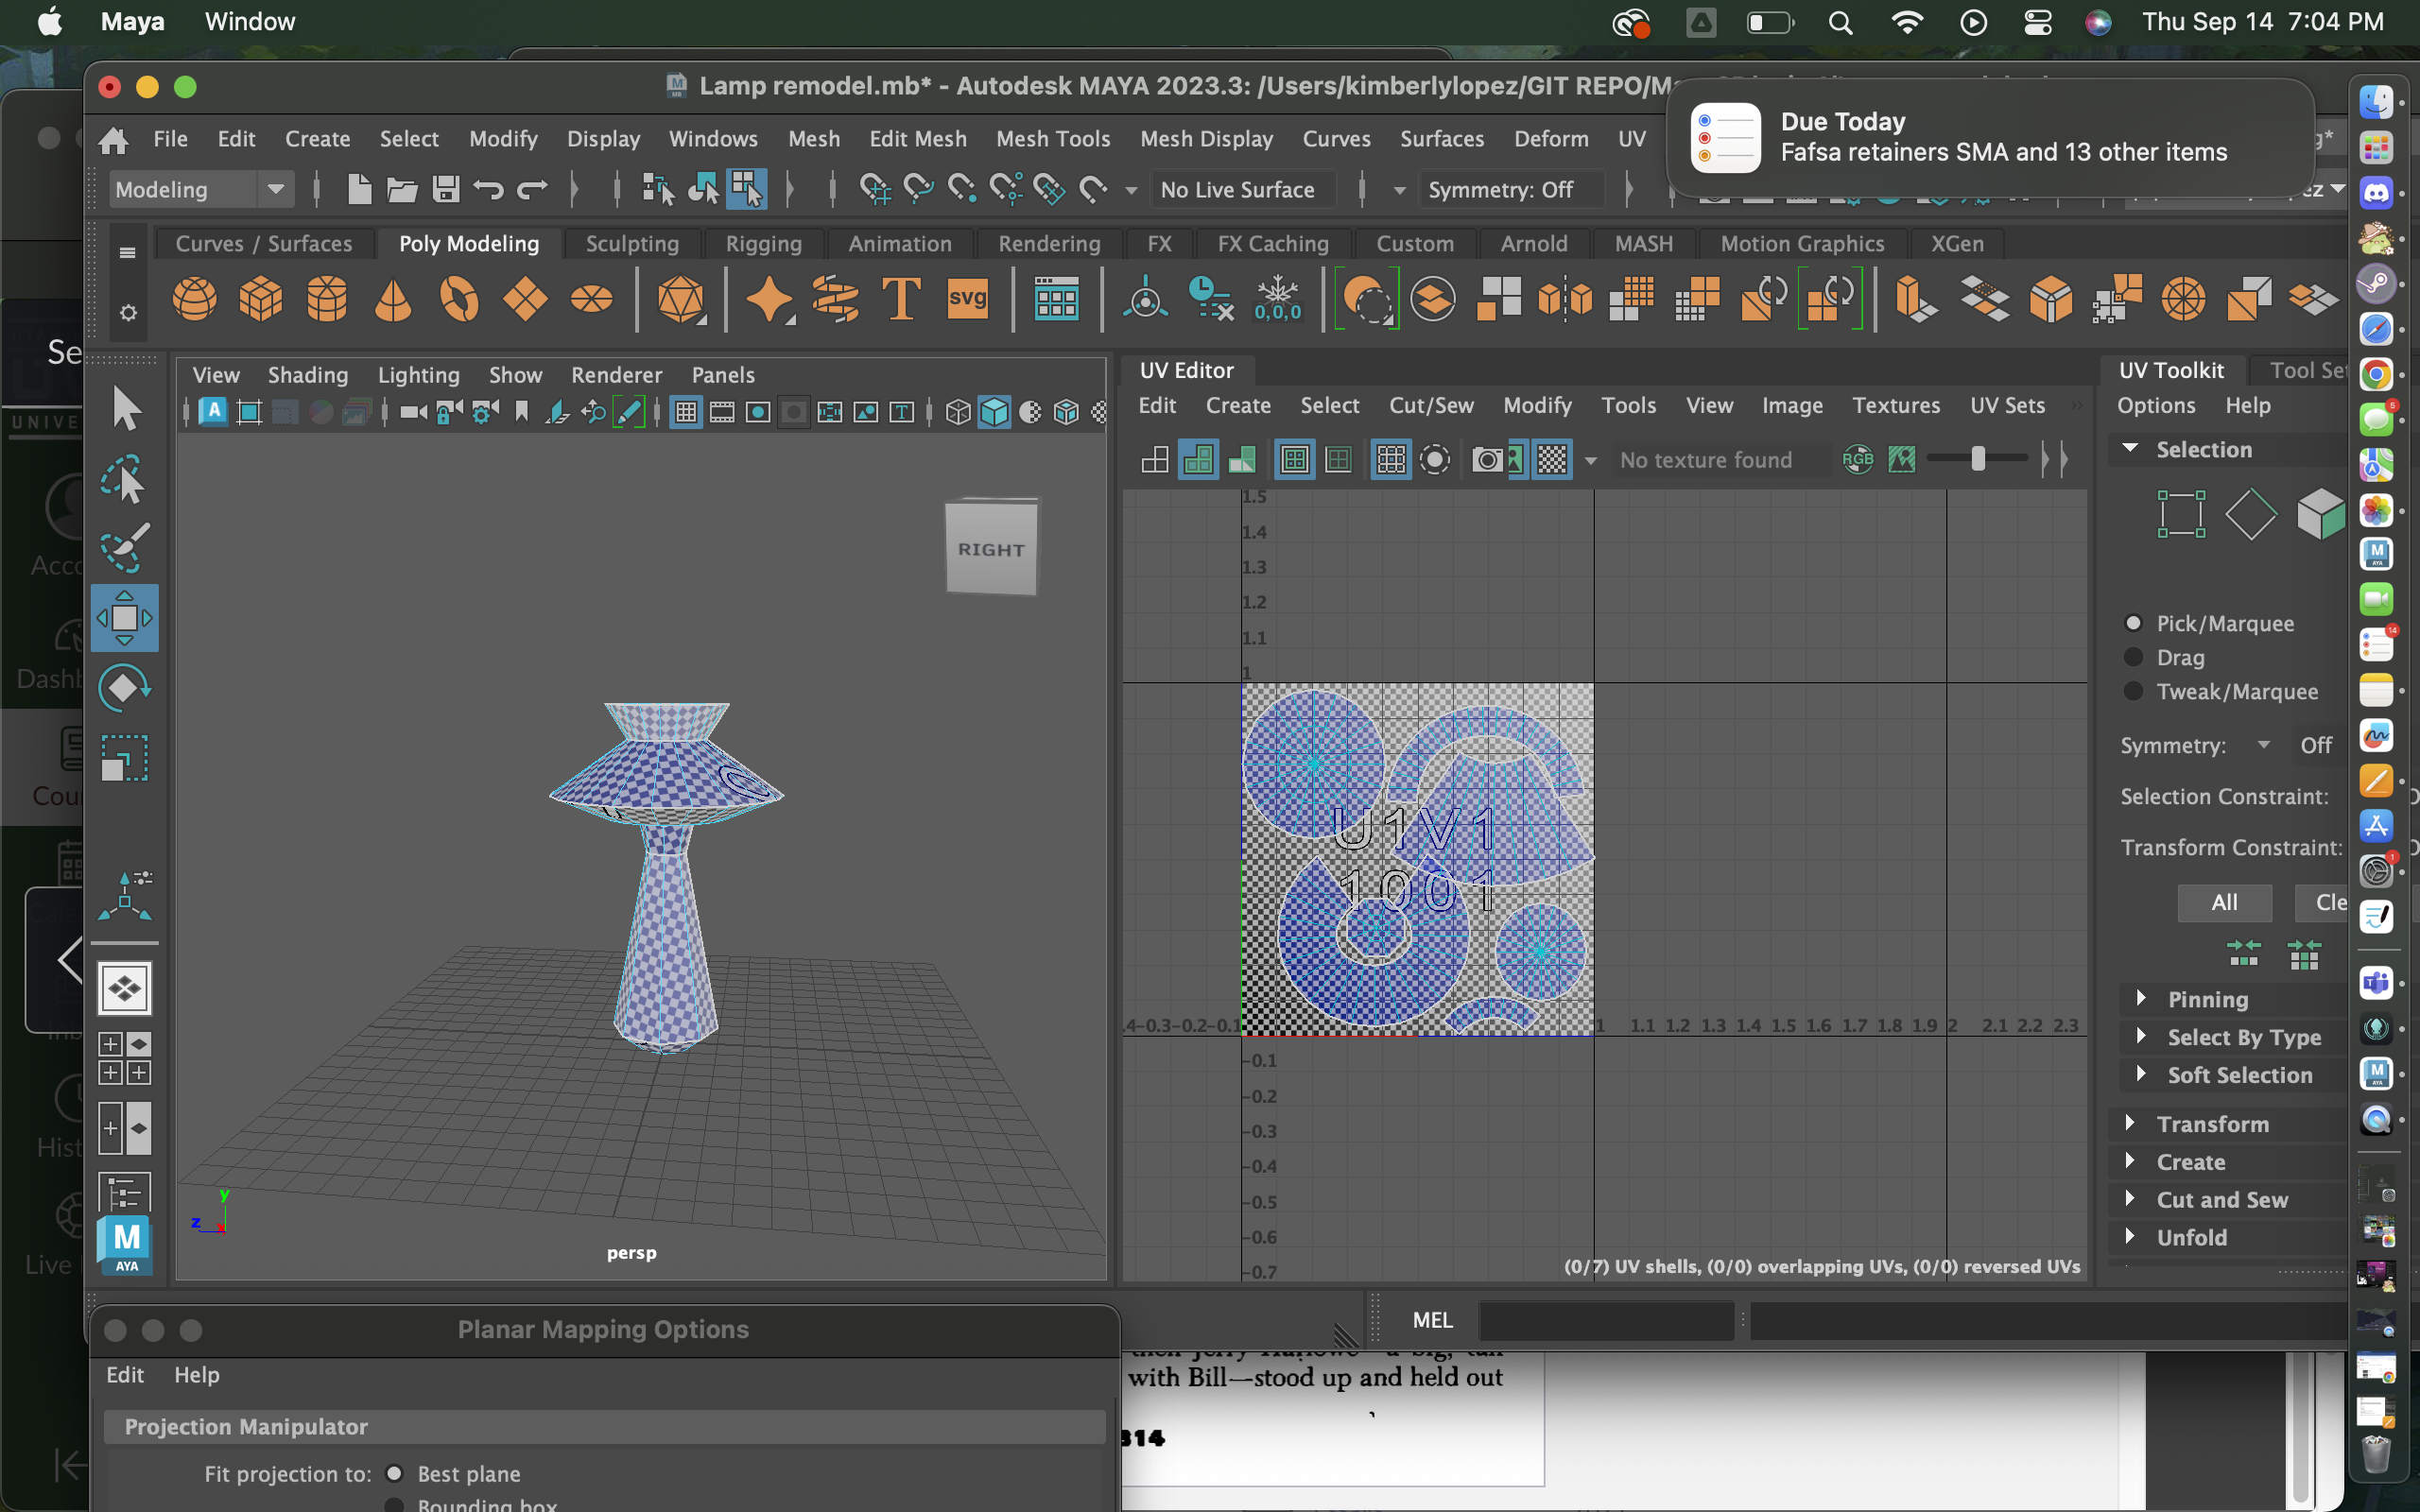 Maya Window Thu Sep 14 7:04 PM
Lamp remodel.mb* - Autodesk MAYA 2023.3: /Users/kimberlylopez/GIT REPO/
Due Today
Fafsa retainers SMA and 13 other items
File Edit Create Select Modify Display Windows Mesh Edit Mesh Mesh Tools Mesh Display Curves Surfaces Deform UV
Modeling No Live Surface Symmetry: Off
Curves / Surfaces Poly Modeling Sculpting Rigging Animation Rendering FX FX Caching Custom Arnold MASH Motion Graphics XGen
T svg 0,0,0
UV Editor UV Toolkit Tool Se
View Shading Lighting Show Renderer Panels
Edit Create Select Cut/Sew Modify Tools View Image Textures UV Sets
Options Help
Selection
No texture found RGB
RIGHT
1.5
1.4
1.3
1.2
1.1
1
U1V1
1001
.4-0.3-0.2-0.1 1 1.1 1.2 1.3 1.4 1.5 1.6 1.7 1.8 1.9 2 2.1 2.2 2.3
-0.1
-0.2
-0.3
-0.4
-0.5
-0.6
-0.7
y
z x
persp
(0/7) UV shells, (0/0) overlapping UVs, (0/0) reversed UVs
Pick/Marquee
Drag
Tweak/Marquee
Symmetry: Off
Selection Constraint:
Transform Constraint:
All Cle
Pinning
Select By Type
Soft Selection
Transform
Create
Cut and Sew
Unfold
Se
UNIVE
Acco
Dashb
Cou
Hist
Live
M
AYA
MEL
Planar Mapping Options
Edit Help
Projection Manipulator
Fit projection to: Best plane
Bounding box
with Bill—stood up and held out
314